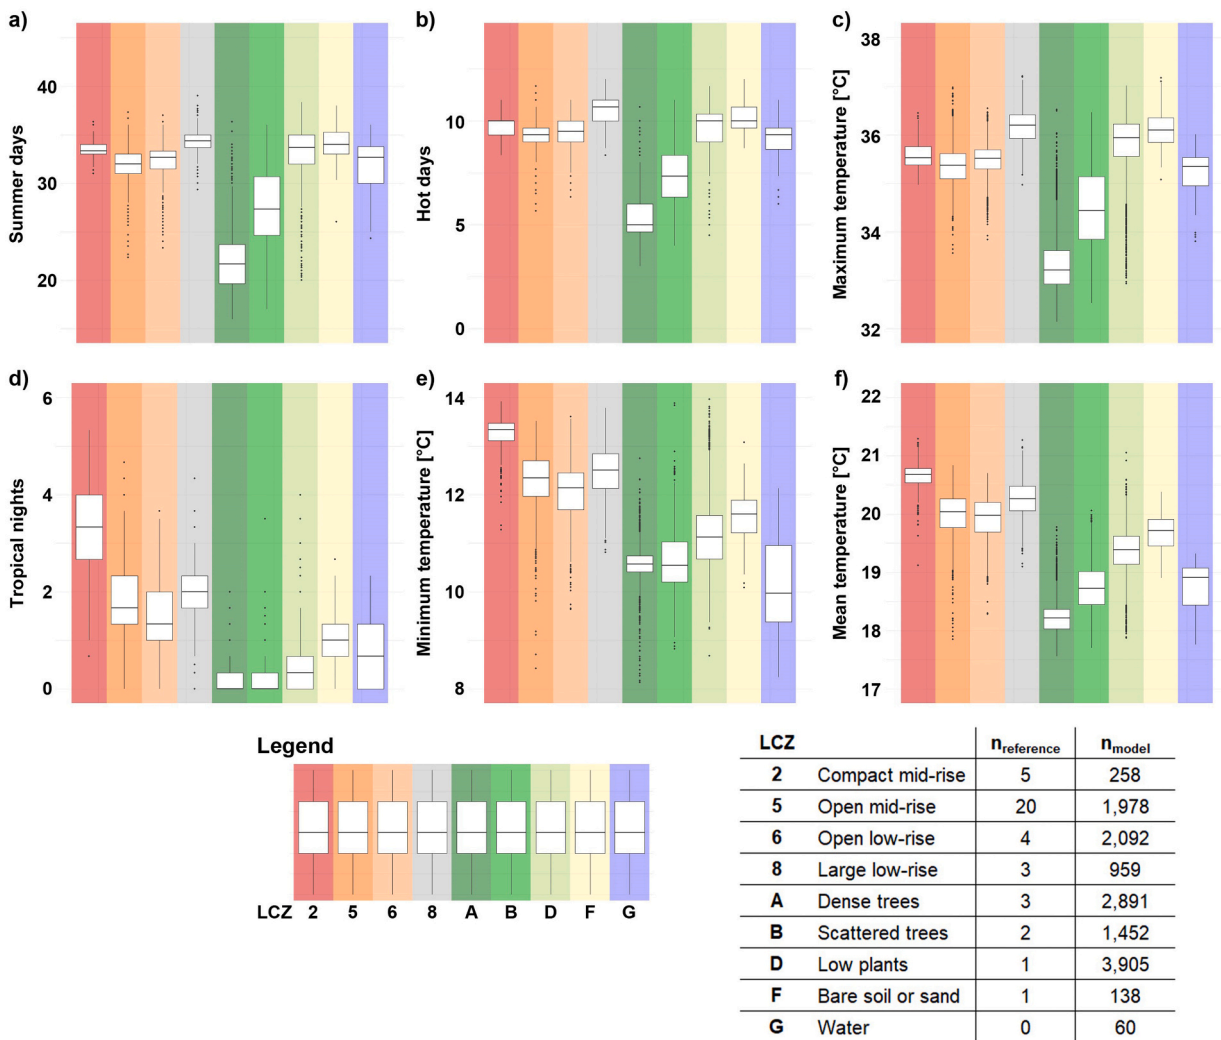 a)
Summer days
40
30
20
b)
Hot days
10
5
0
c)
Maximum temperature [°C]
38
36
34
32
d)
Tropical nights
6
4
2
0
e)
Minimum temperature [°C]
14
12
10
8
f)
Mean temperature [°C]
22
21
20
19
18
17
Legend
LCZ 2 5 6 8 A B D F G
LCZ nreference nmodel
2 Compact mid-rise 5 258
5 Open mid-rise 20 1,978
6 Open low-rise 4 2,092
8 Large low-rise 3 959
A Dense trees 3 2,891
B Scattered trees 2 1,452
D Low plants 1 3,905
F Bare soil or sand 1 138
G Water 0 60